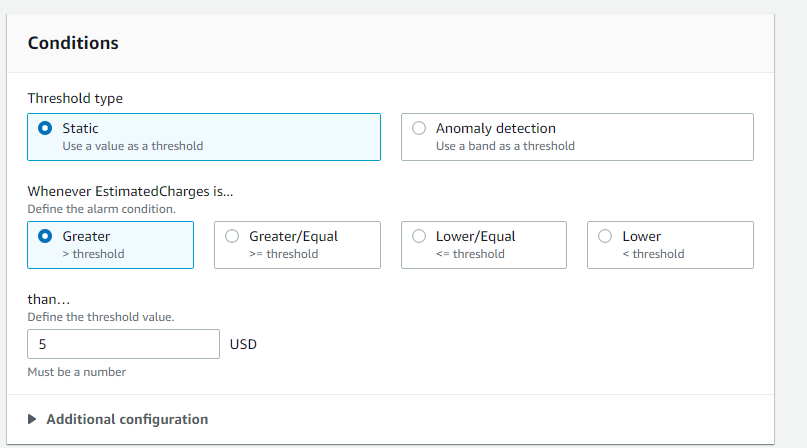 Conditions
Threshold type
Static
Use a value as a threshold
Anomaly detection
Use a band as a threshold
Whenever EstimatedCharges is...
Define the alarm condition.
Greater
> threshold
Greater/Equal
>= threshold
Lower/Equal
<= threshold
Lower
< threshold
than...
Define the threshold value.
5
USD
Must be a number
Additional configuration